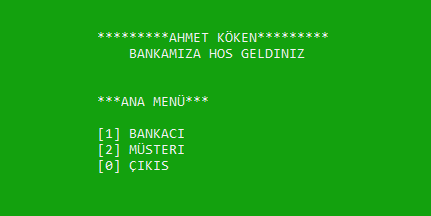 *********AHMET KÖKEN*********
BANKAMIZA HOS GELDINIZ
***ANA MENÜ***
[1] BANKACI
[2] MÜSTERI
[0] ÇIKIS